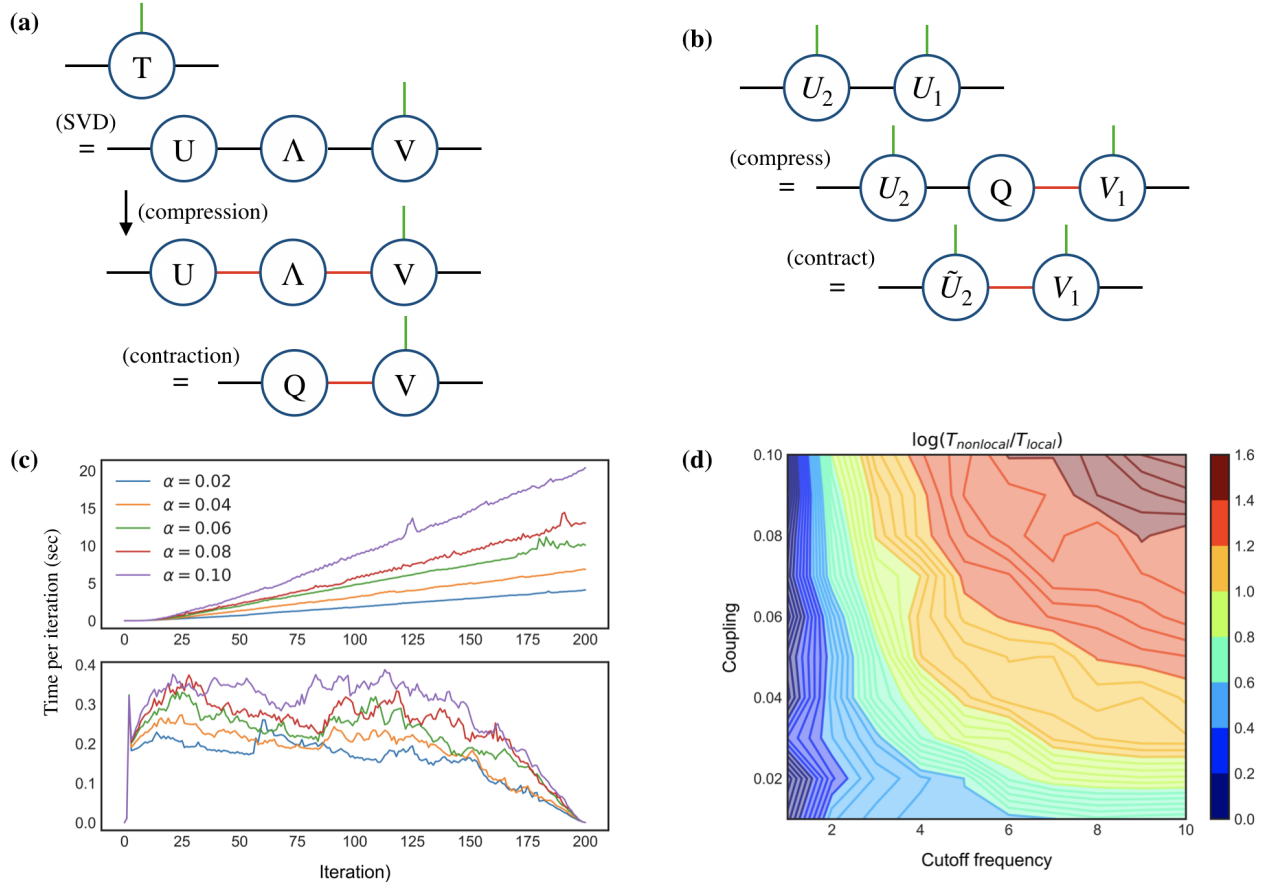 (a)
T
(SVD)
= U Λ V
(compression)
U Λ V
(contraction)
= Q V
(b)
U₂ U₁
(compress)
= U₂ Q V₁
(contract)
= Ũ₂ V₁
(c)
Time per iteration (sec)
20
15
10
5
0
α = 0.02
α = 0.04
α = 0.06
α = 0.08
α = 0.10
0 25 50 75 100 125 150 175 200
0.4
0.3
0.2
0.1
0.0
0 25 50 75 100 125 150 175 200
Iteration)
(d)
log(T_nonlocal/T_local)
Coupling
0.10
0.08
0.06
0.04
0.02
2 4 6 8 10
Cutoff frequency
1.6
1.4
1.2
1.0
0.8
0.6
0.4
0.2
0.0